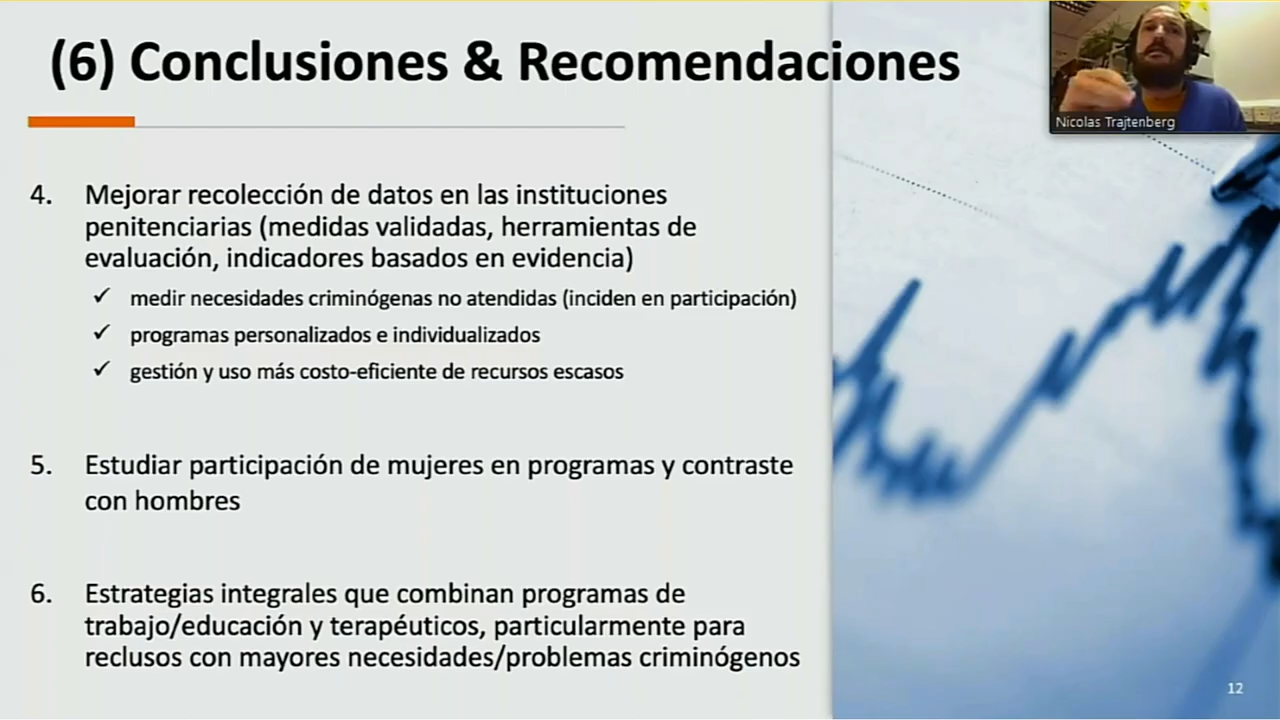 (6) Conclusiones & Recomendaciones
Nicolas Trajtenberg
4. Mejorar recolección de datos en las instituciones
penitenciarias (medidas validadas, herramientas de
evaluación, indicadores basados en evidencia)
✓ medir necesidades criminógenas no atendidas (inciden en participación)
✓ programas personalizados e individualizados
✓ gestión y uso más costo-eficiente de recursos escasos
5. Estudiar participación de mujeres en programas y contraste
con hombres
6. Estrategias integrales que combinan programas de
trabajo/educación y terapéuticos, particularmente para
reclusos con mayores necesidades/problemas criminógenos
12